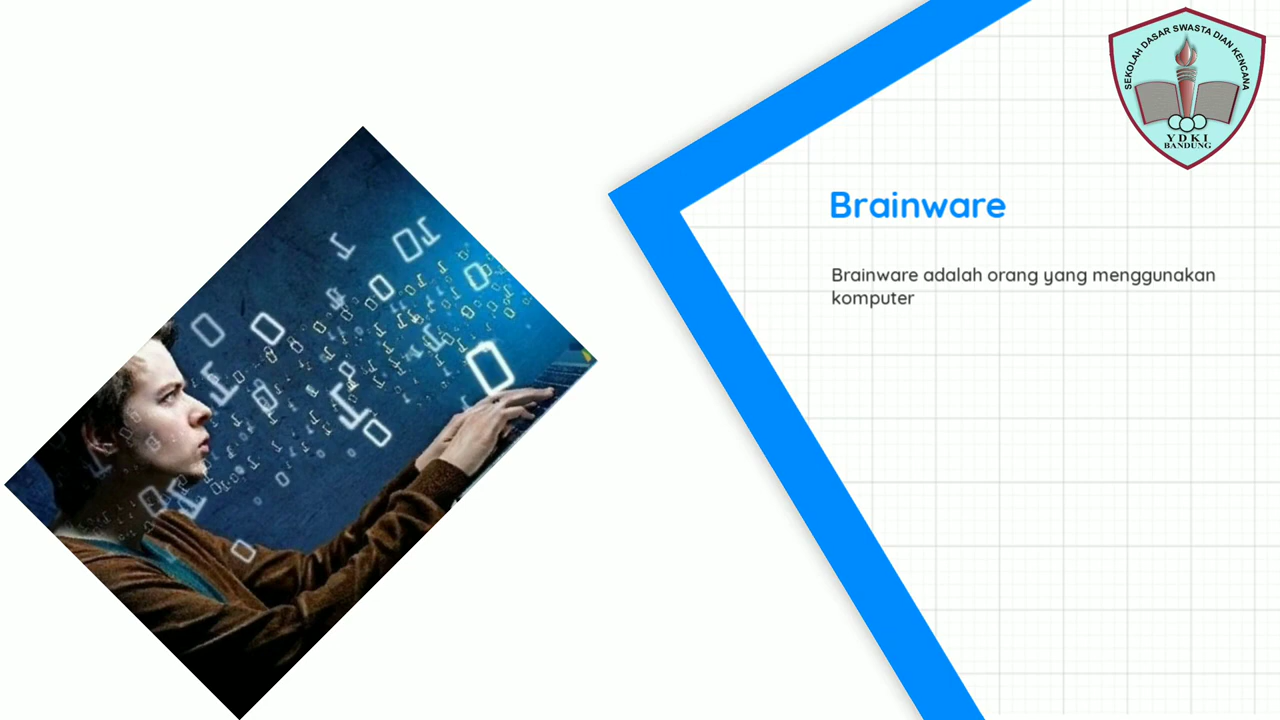 SEKOLAH DASAR SWASTA DIAN KENCANA
YDKI
BANDUNG
Brainware
Brainware adalah orang yang menggunakan
komputer